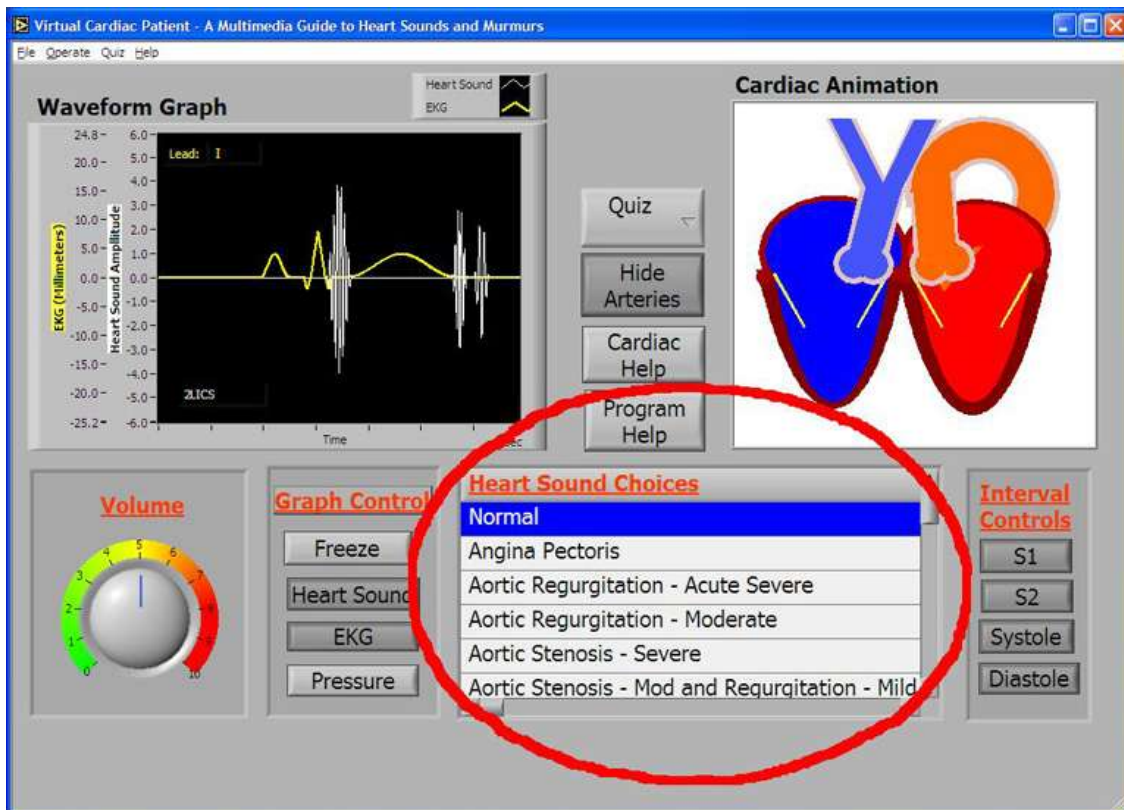 Virtual Cardiac Patient - A Multimedia Guide to Heart Sounds and Murmurs
File Operate Quiz Help
Waveform Graph
Heart Sound
EKG
Cardiac Animation
24.8-
20.0-
15.0-
10.0-
5.0-
0.0-
-5.0-
-10.0-
-15.0-
-20.0-
-25.2-
EKG (Millimeters)
6.0-
5.0-
4.0-
3.0-
2.0-
1.0-
0.0-
-1.0-
-2.0-
-3.0-
-4.0-
-5.0-
-6.0-
Heart Sound Amplitude
Lead: I
2LICS
Time
Quiz
Hide
Arteries
Cardiac
Help
Program
Help
Volume
0
1
2
3
4
5
6
7
8
9
10
Graph Control
Freeze
Heart Sound
EKG
Pressure
Heart Sound Choices
Normal
Angina Pectoris
Aortic Regurgitation - Acute Severe
Aortic Regurgitation - Moderate
Aortic Stenosis - Severe
Aortic Stenosis - Mod and Regurgitation - Mild
Interval
Controls
S1
S2
Systole
Diastole